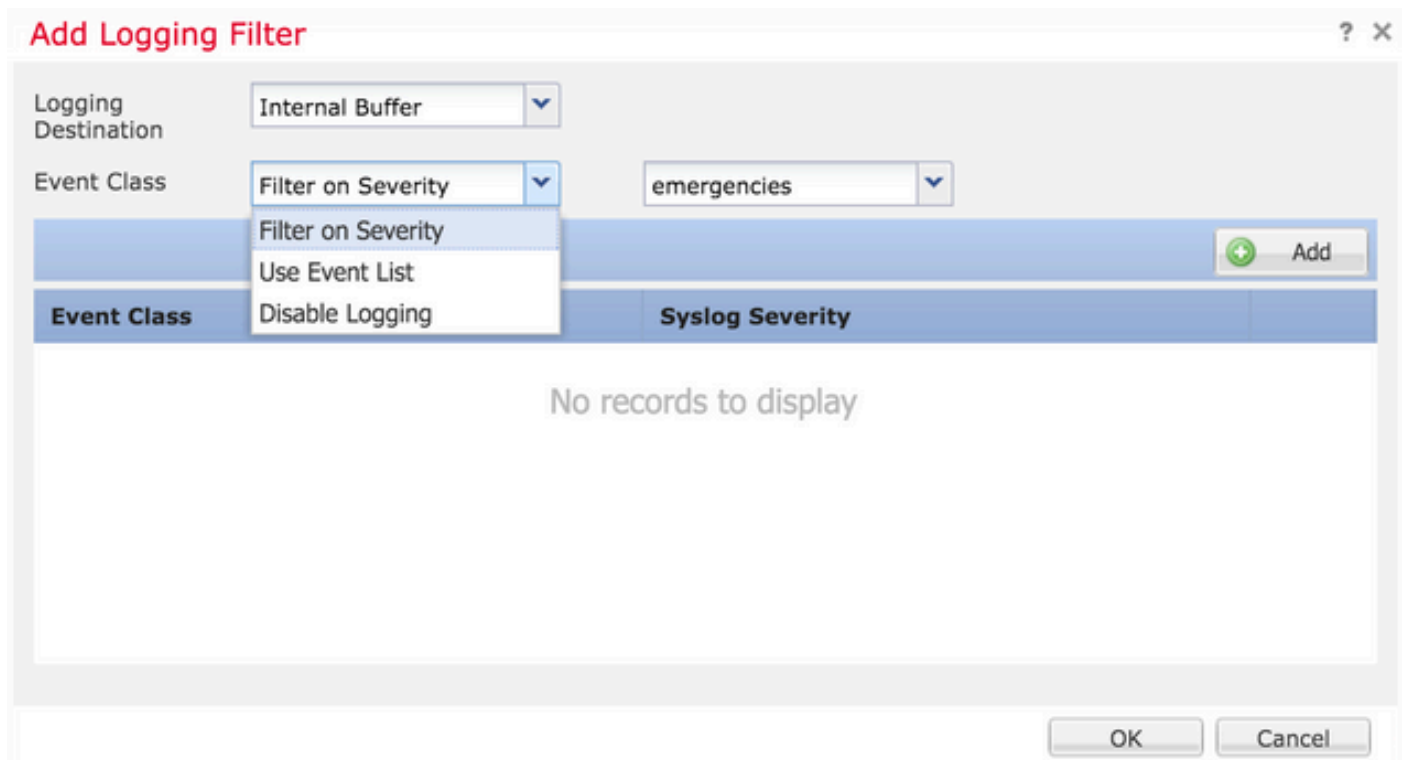 Add Logging Filter
? ×
Logging
Destination
Internal Buffer
Event Class
Filter on Severity
emergencies
Filter on Severity
Use Event List
Disable Logging
Add
Event Class
Syslog Severity
No records to display
OK
Cancel